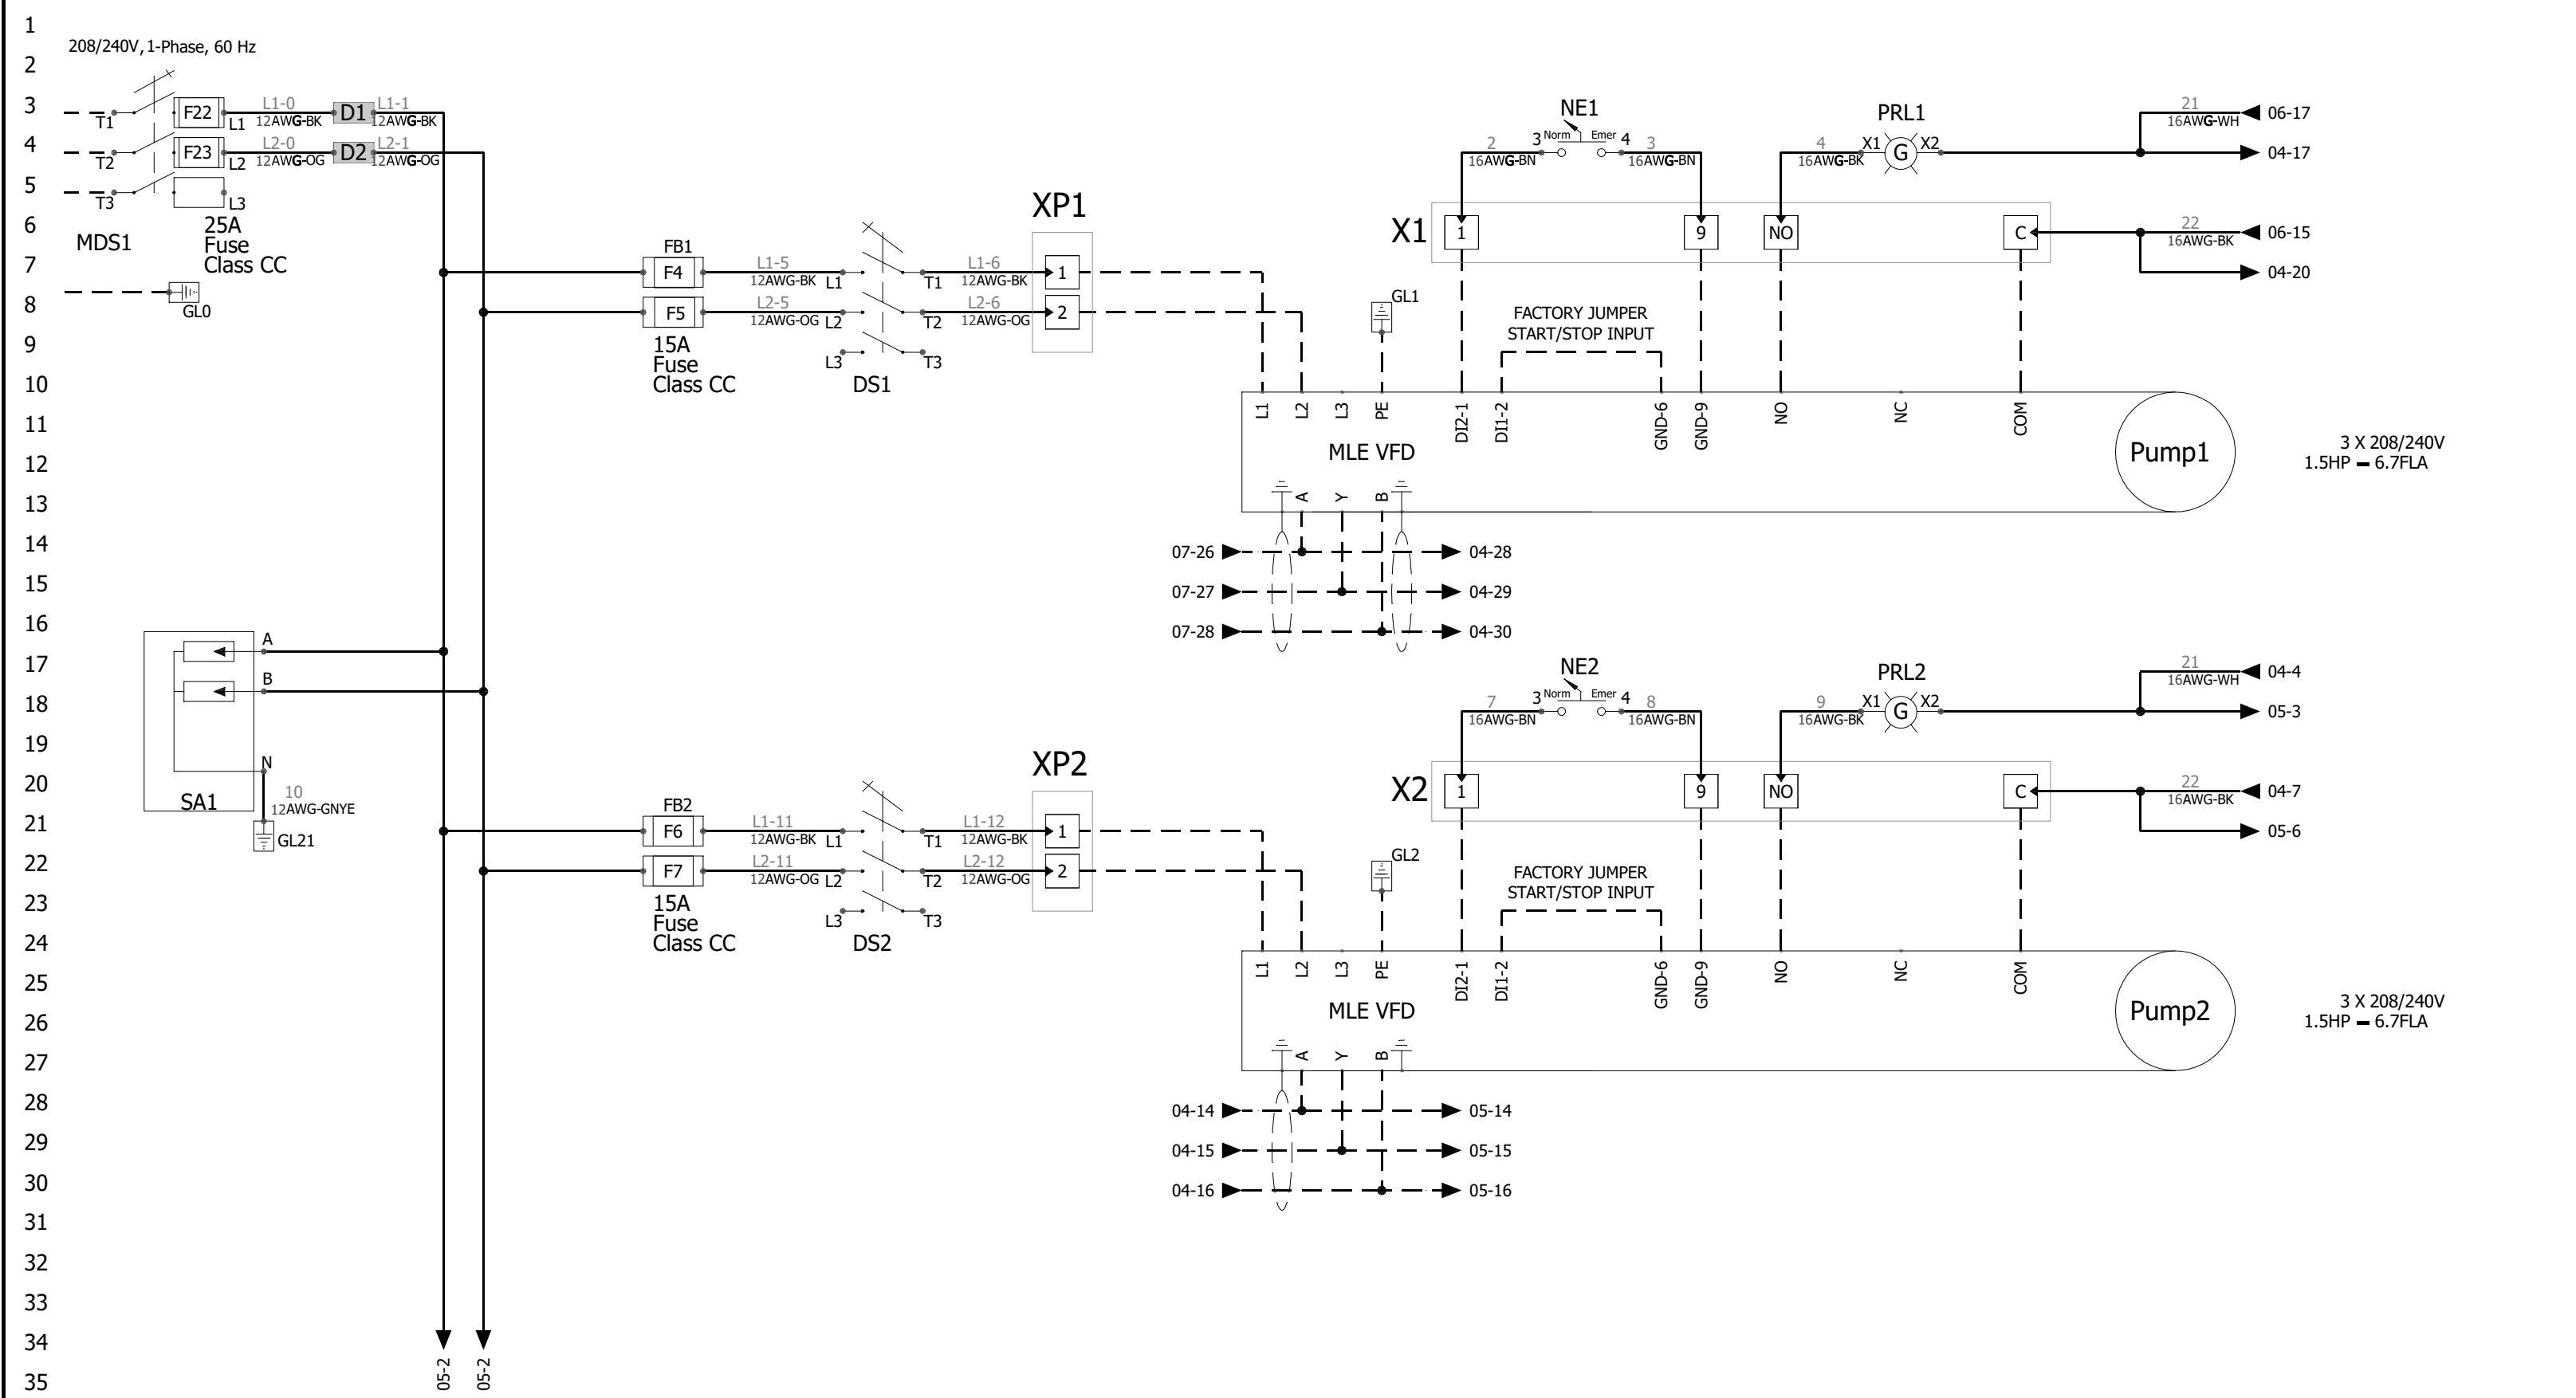 1
208/240V, 1-Phase, 60 Hz
2
3
T1
F22
L1
L1-0
12AWG-BK
D1
L1-1
12AWG-BK
4
T2
F23
L2
L2-0
12AWG-OG
D2
L2-1
12AWG-OG
5
T3
L3
6
MDS1
25A
Fuse
Class CC
7
8
GL0
9
10
11
12
13
14
15
16
17
18
19
20
21
22
23
24
25
26
27
28
29
30
31
32
33
34
35
A
B
N
SA1
10
12AWG-GNYE
GL21
05-2
05-2
FB1
F4
F5
15A
Fuse
Class CC
L1-5
12AWG-BK
L1
L2-5
12AWG-OG
L2
L3
DS1
T1
T2
T3
L1-6
12AWG-BK
L2-6
12AWG-OG
XP1
1
2
NE1
2
16AWG-BN
3
Norm
Emer
4
3
16AWG-BN
PRL1
4
16AWG-BK
X1
G
X2
21
16AWG-WH
06-17
04-17
X1
1
9
NO
C
22
16AWG-BK
06-15
04-20
GL1
FACTORY JUMPER
START/STOP INPUT
L1
L2
L3
PE
DI2-1
DI1-2
GND-6
GND-9
NO
NC
COM
MLE VFD
Pump1
3 X 208/240V
1.5HP - 6.7FLA
A
Y
B
07-26
04-28
07-27
04-29
07-28
04-30
FB2
F6
F7
15A
Fuse
Class CC
L1-11
12AWG-BK
L1
L2-11
12AWG-OG
L2
L3
DS2
T1
T2
T3
L1-12
12AWG-BK
L2-12
12AWG-OG
XP2
1
2
NE2
7
16AWG-BN
3
Norm
Emer
4
8
16AWG-BN
PRL2
9
16AWG-BK
X1
G
X2
21
16AWG-WH
04-4
05-3
X2
1
9
NO
C
22
16AWG-BK
04-7
05-6
GL2
FACTORY JUMPER
START/STOP INPUT
L1
L2
L3
PE
DI2-1
DI1-2
GND-6
GND-9
NO
NC
COM
MLE VFD
Pump2
3 X 208/240V
1.5HP - 6.7FLA
A
Y
B
04-14
05-14
04-15
05-15
04-16
05-16